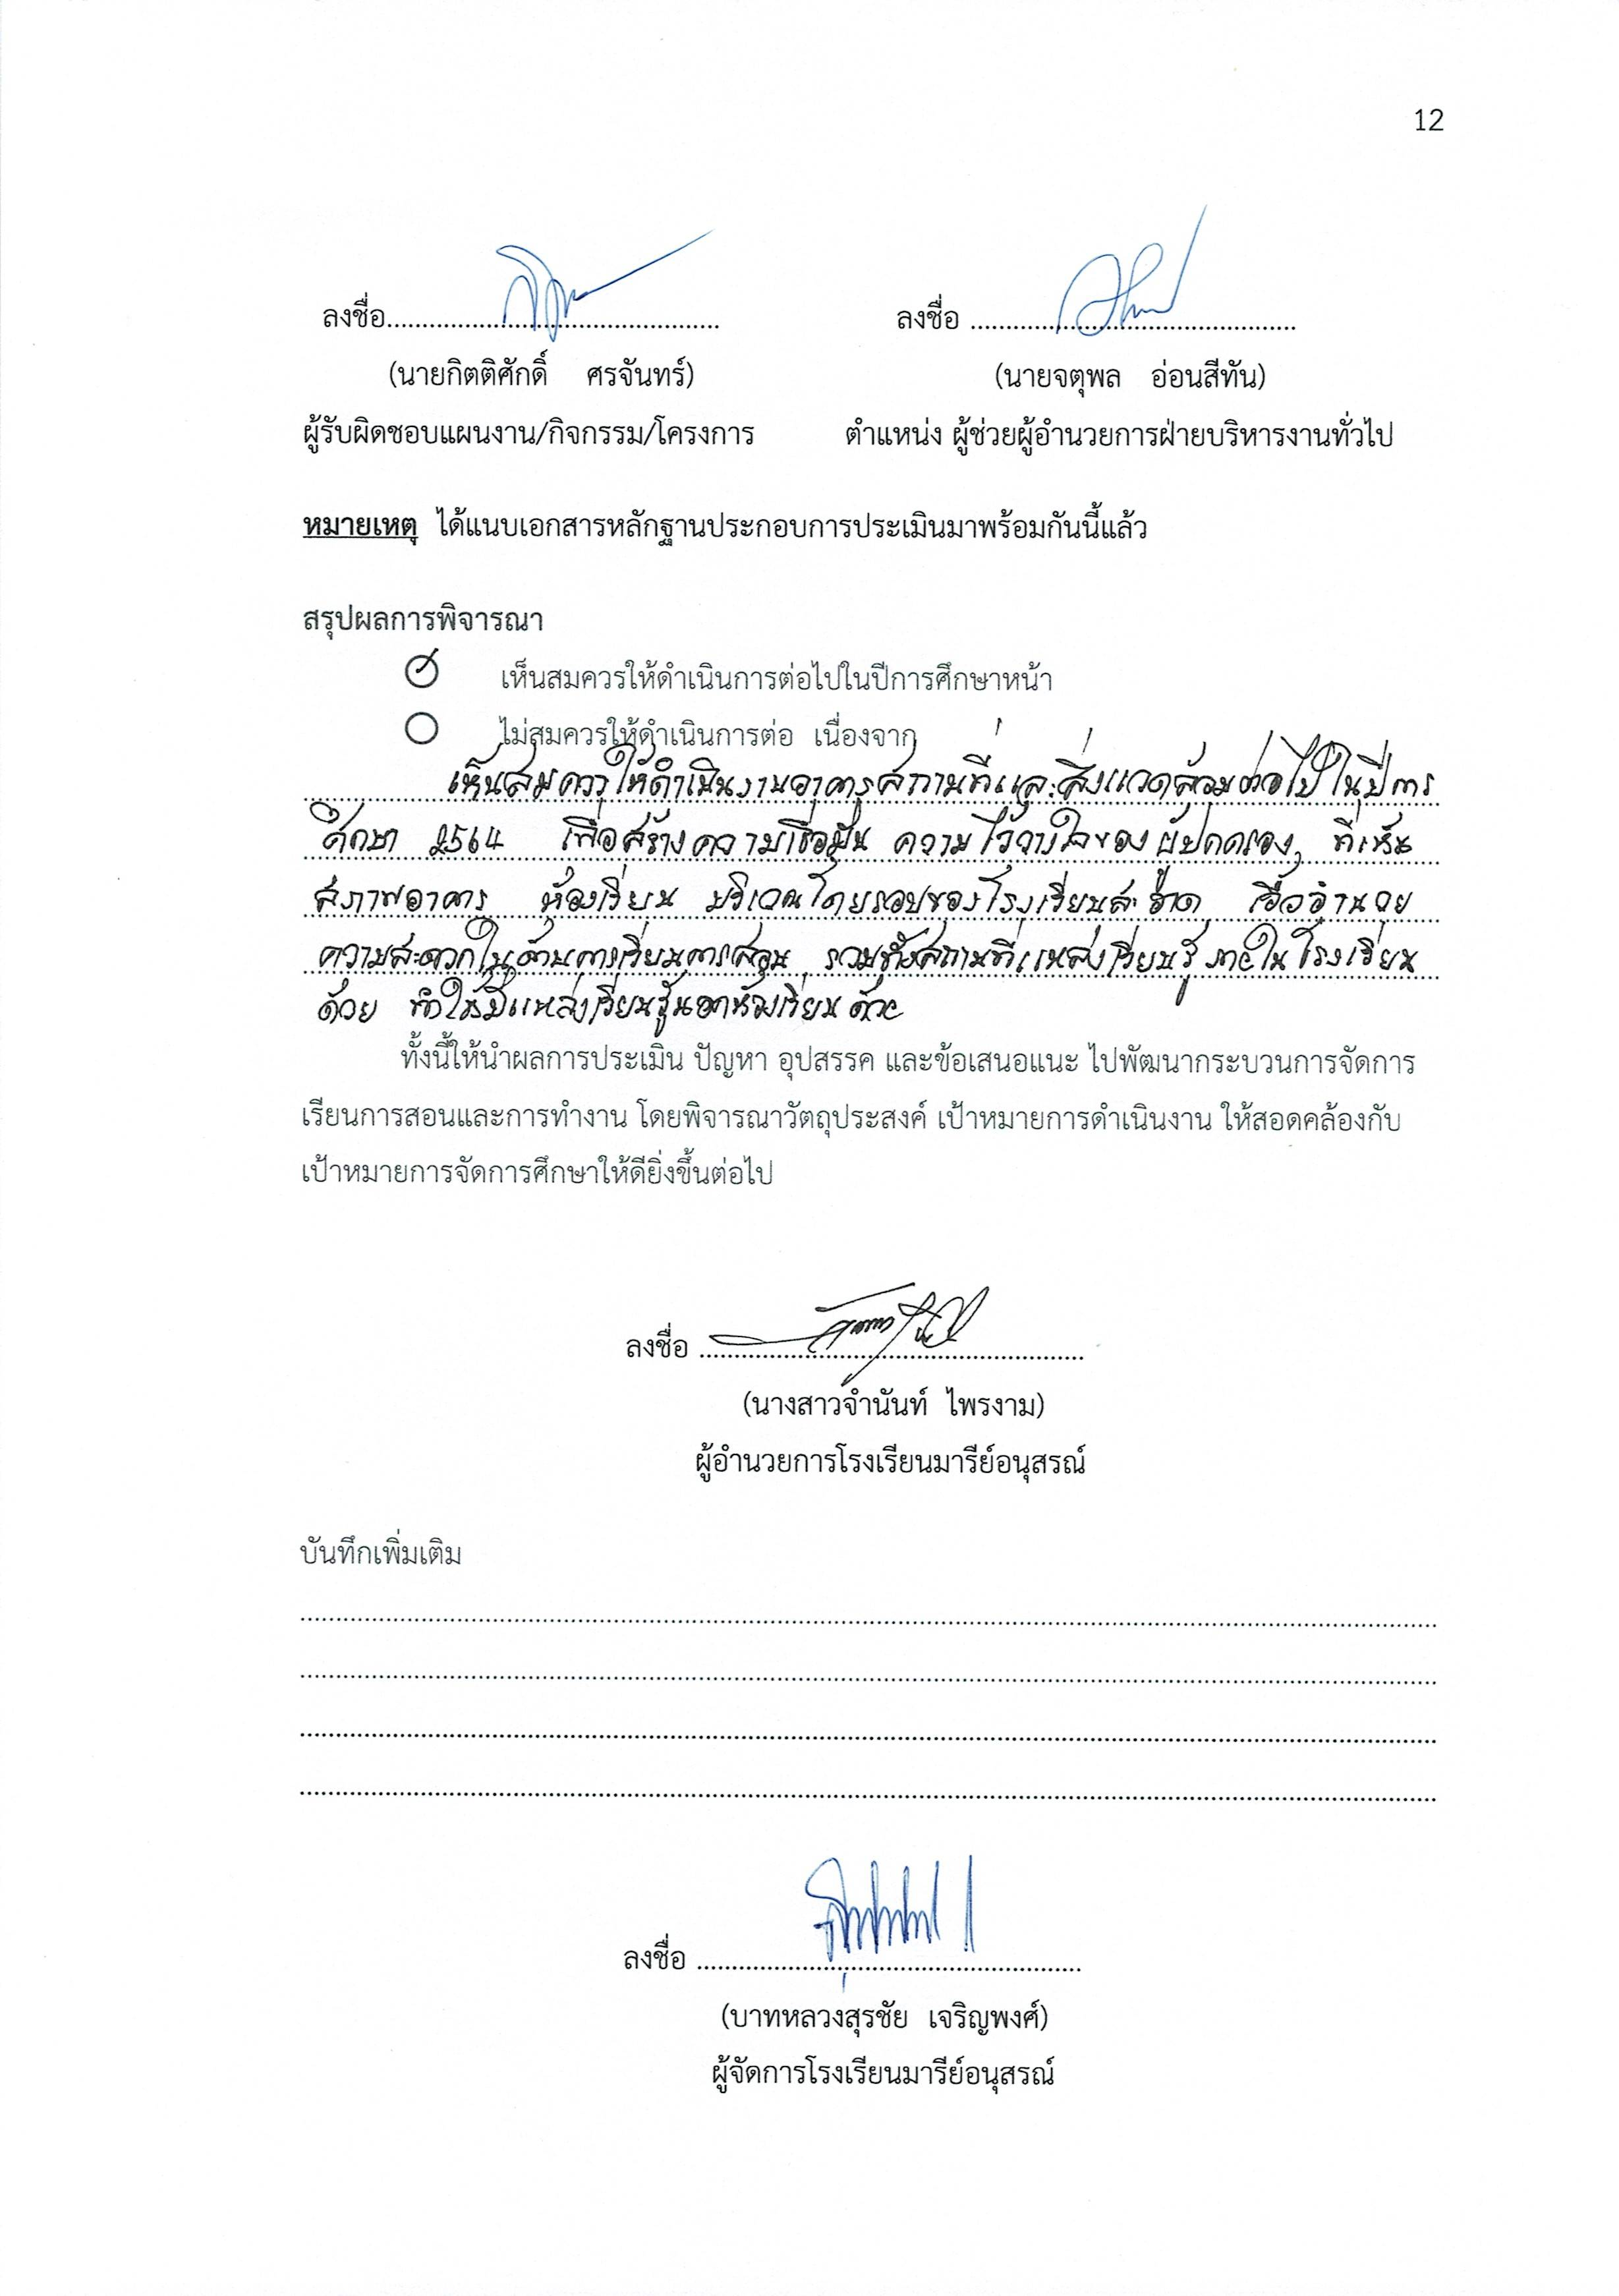 12
ลงชื่อ................................................ ลงชื่อ ................................................
(นายกิตติศักดิ์ ศรจันทร์) (นายจตุพล อ่อนสีทัน)
ผู้รับผิดชอบแผนงาน/กิจกรรม/โครงการ ตำแหน่ง ผู้ช่วยผู้อำนวยการฝ่ายบริหารงานทั่วไป
หมายเหตุ ได้แนบเอกสารหลักฐานประกอบการประเมินมาพร้อมกันนี้แล้ว
สรุปผลการพิจารณา
เห็นสมควรให้ดำเนินการต่อไปในปีการศึกษาหน้า
ไม่สมควรให้ดำเนินการต่อ เนื่องจาก
เห็นสมควรให้ดำเนินงานอาคารสถานที่และสิ่งแวดล้อมต่อไปในปีการ
ศึกษา 2564 เพื่อสร้างความเชื่อมั่น ความไว้วางใจของผู้ปกครอง ที่เห็น
สภาพอาคาร ห้องเรียน บริเวณโดยรอบของโรงเรียนสะอาด เอื้ออำนวย
ความสะดวกในด้านการเรียนการสอน รวมทั้งสถานที่แหล่งเรียนรู้ ภายในโรงเรียน
ด้วย ทำให้มีแหล่งเรียนรู้นอกห้องเรียนด้วย
ทั้งนี้ให้นำผลการประเมิน ปัญหา อุปสรรค และข้อเสนอแนะ ไปพัฒนากระบวนการจัดการ
เรียนการสอนและการทำงาน โดยพิจารณาวัตถุประสงค์ เป้าหมายการดำเนินงาน ให้สอดคล้องกับ
เป้าหมายการจัดการศึกษาให้ดียิ่งขึ้นต่อไป
ลงชื่อ ................................................
(นางสาวจำนันท์ ไพรงาม)
ผู้อำนวยการโรงเรียนมารีย์อนุสรณ์
บันทึกเพิ่มเติม
ลงชื่อ ................................................
(บาทหลวงสุรชัย เจริญพงศ์)
ผู้จัดการโรงเรียนมารีย์อนุสรณ์